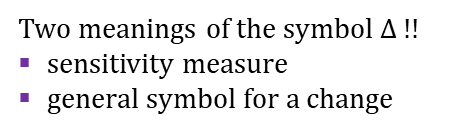 Two meanings of the symbol Δ !!
▪ sensitivity measure
▪ general symbol for a change